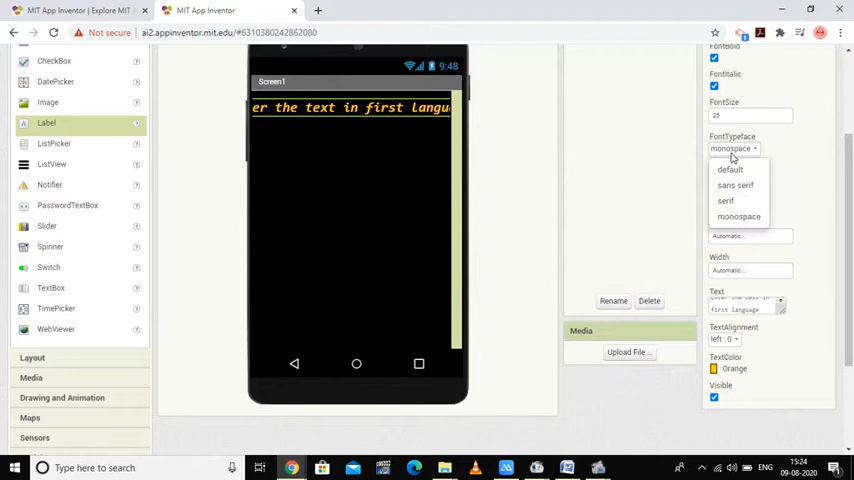 MIT App Inventor | Explore MIT A
MIT App Inventor
Not secure
ai2.appinventor.mit.edu/#6310380242862080
CheckBox
DatePicker
Image
Label
ListPicker
ListView
Notifier
PasswordTextBox
Slider
Spinner
Switch
TextBox
TimePicker
WebViewer
Layout
Media
Drawing and Animation
Maps
Sensors
9:48
Screen1
er the text in first langu
Rename
Delete
Media
Upload File ...
FontBold
FontItalic
FontSize
25
FontTypeface
monospace
default
sans serif
serif
monospace
Automatic...
Width
Automatic...
Text
Enter the text in
first language
TextAlignment
left : 0
TextColor
Orange
Visible
Type here to search
ENG
15:24
09-08-2020